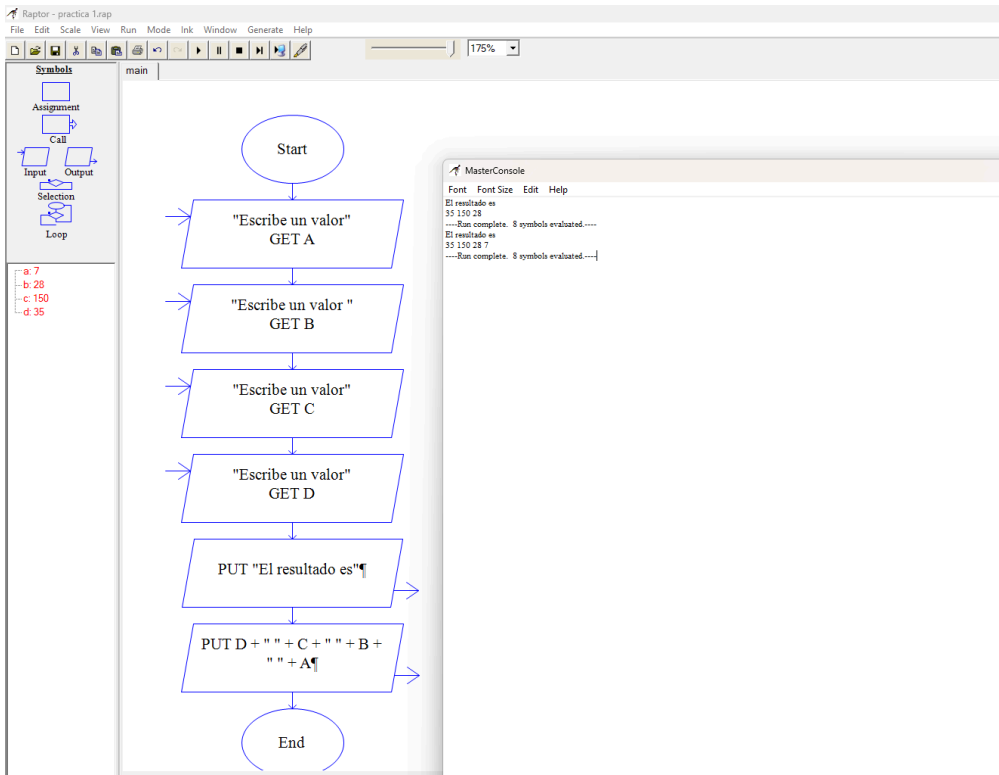 Raptor - practica 1.rap
File Edit Scale View Run Mode Ink Window Generate Help
175%
Symbols
Assignment
Call
Input Output
Selection
Loop
a: 7
b: 28
c: 150
d: 35
main
Start
"Escribe un valor"
GET A
"Escribe un valor "
GET B
"Escribe un valor"
GET C
"Escribe un valor"
GET D
PUT "El resultado es"¶
PUT D + " " + C + " " + B +
" " + A¶
End
MasterConsole
Font Font Size Edit Help
El resultado es
35 150 28
----Run complete. 8 symbols evaluated.----
El resultado es
35 150 28 7
----Run complete. 8 symbols evaluated.----